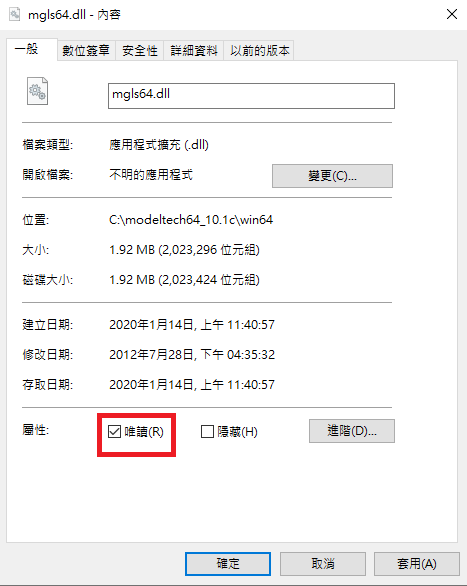 mgls64.dll - 內容
一般 數位簽章 安全性 詳細資料 以前的版本
mgls64.dll
檔案類型: 應用程式擴充 (.dll)
開啟檔案: 不明的應用程式 變更(C)...
位置: C:\modeltech64_10.1c\win64
大小: 1.92 MB (2,023,296 位元組)
磁碟大小: 1.92 MB (2,023,424 位元組)
建立日期: 2020年1月14日, 上午 11:40:57
修改日期: 2012年7月28日, 下午 04:35:32
存取日期: 2020年1月14日, 上午 11:40:57
屬性: 唯讀(R) 隱藏(H) 進階(D)...
確定 取消 套用(A)